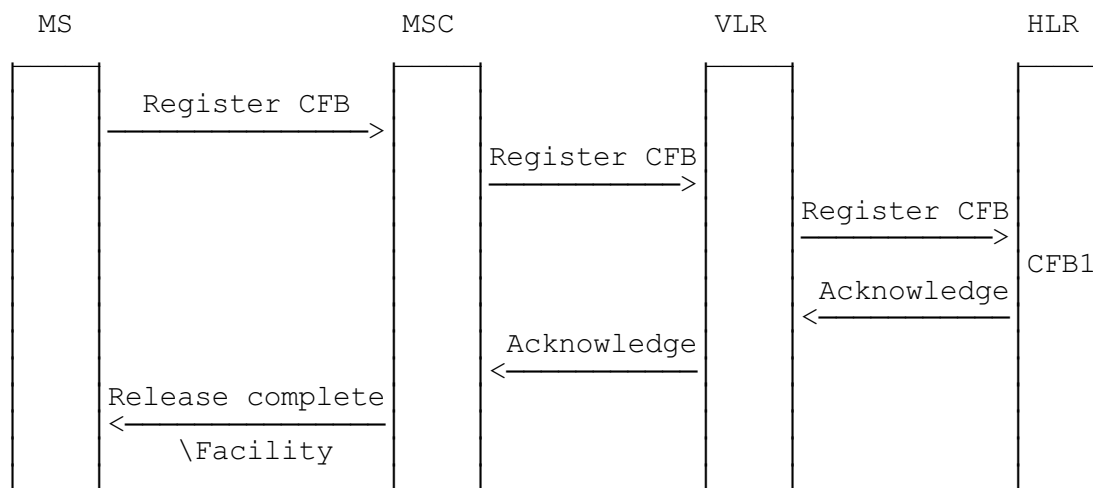 MS MSC VLR HLR
Register CFB
Register CFB
Register CFB
CFB1
Acknowledge
Acknowledge
Release complete
\Facility